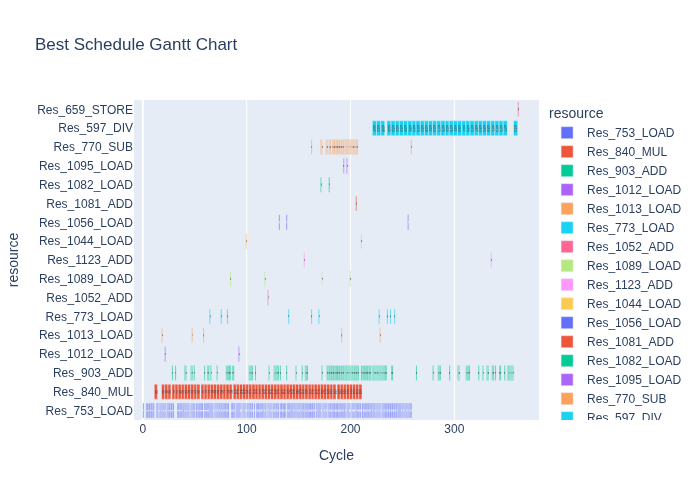 Best Schedule Gantt Chart
resource
Res_659_STORE
Res_597_DIV
Res_770_SUB
Res_1095_LOAD
Res_1082_LOAD
Res_1081_ADD
Res_1056_LOAD
Res_1044_LOAD
Res_1123_ADD
Res_1089_LOAD
Res_1052_ADD
Res_773_LOAD
Res_1013_LOAD
Res_1012_LOAD
Res_903_ADD
Res_840_MUL
Res_753_LOAD
0 100 200 300
Cycle
resource
Res_753_LOAD
Res_840_MUL
Res_903_ADD
Res_1012_LOAD
Res_1013_LOAD
Res_773_LOAD
Res_1052_ADD
Res_1089_LOAD
Res_1123_ADD
Res_1044_LOAD
Res_1056_LOAD
Res_1081_ADD
Res_1082_LOAD
Res_1095_LOAD
Res_770_SUB
Res_597_DIV